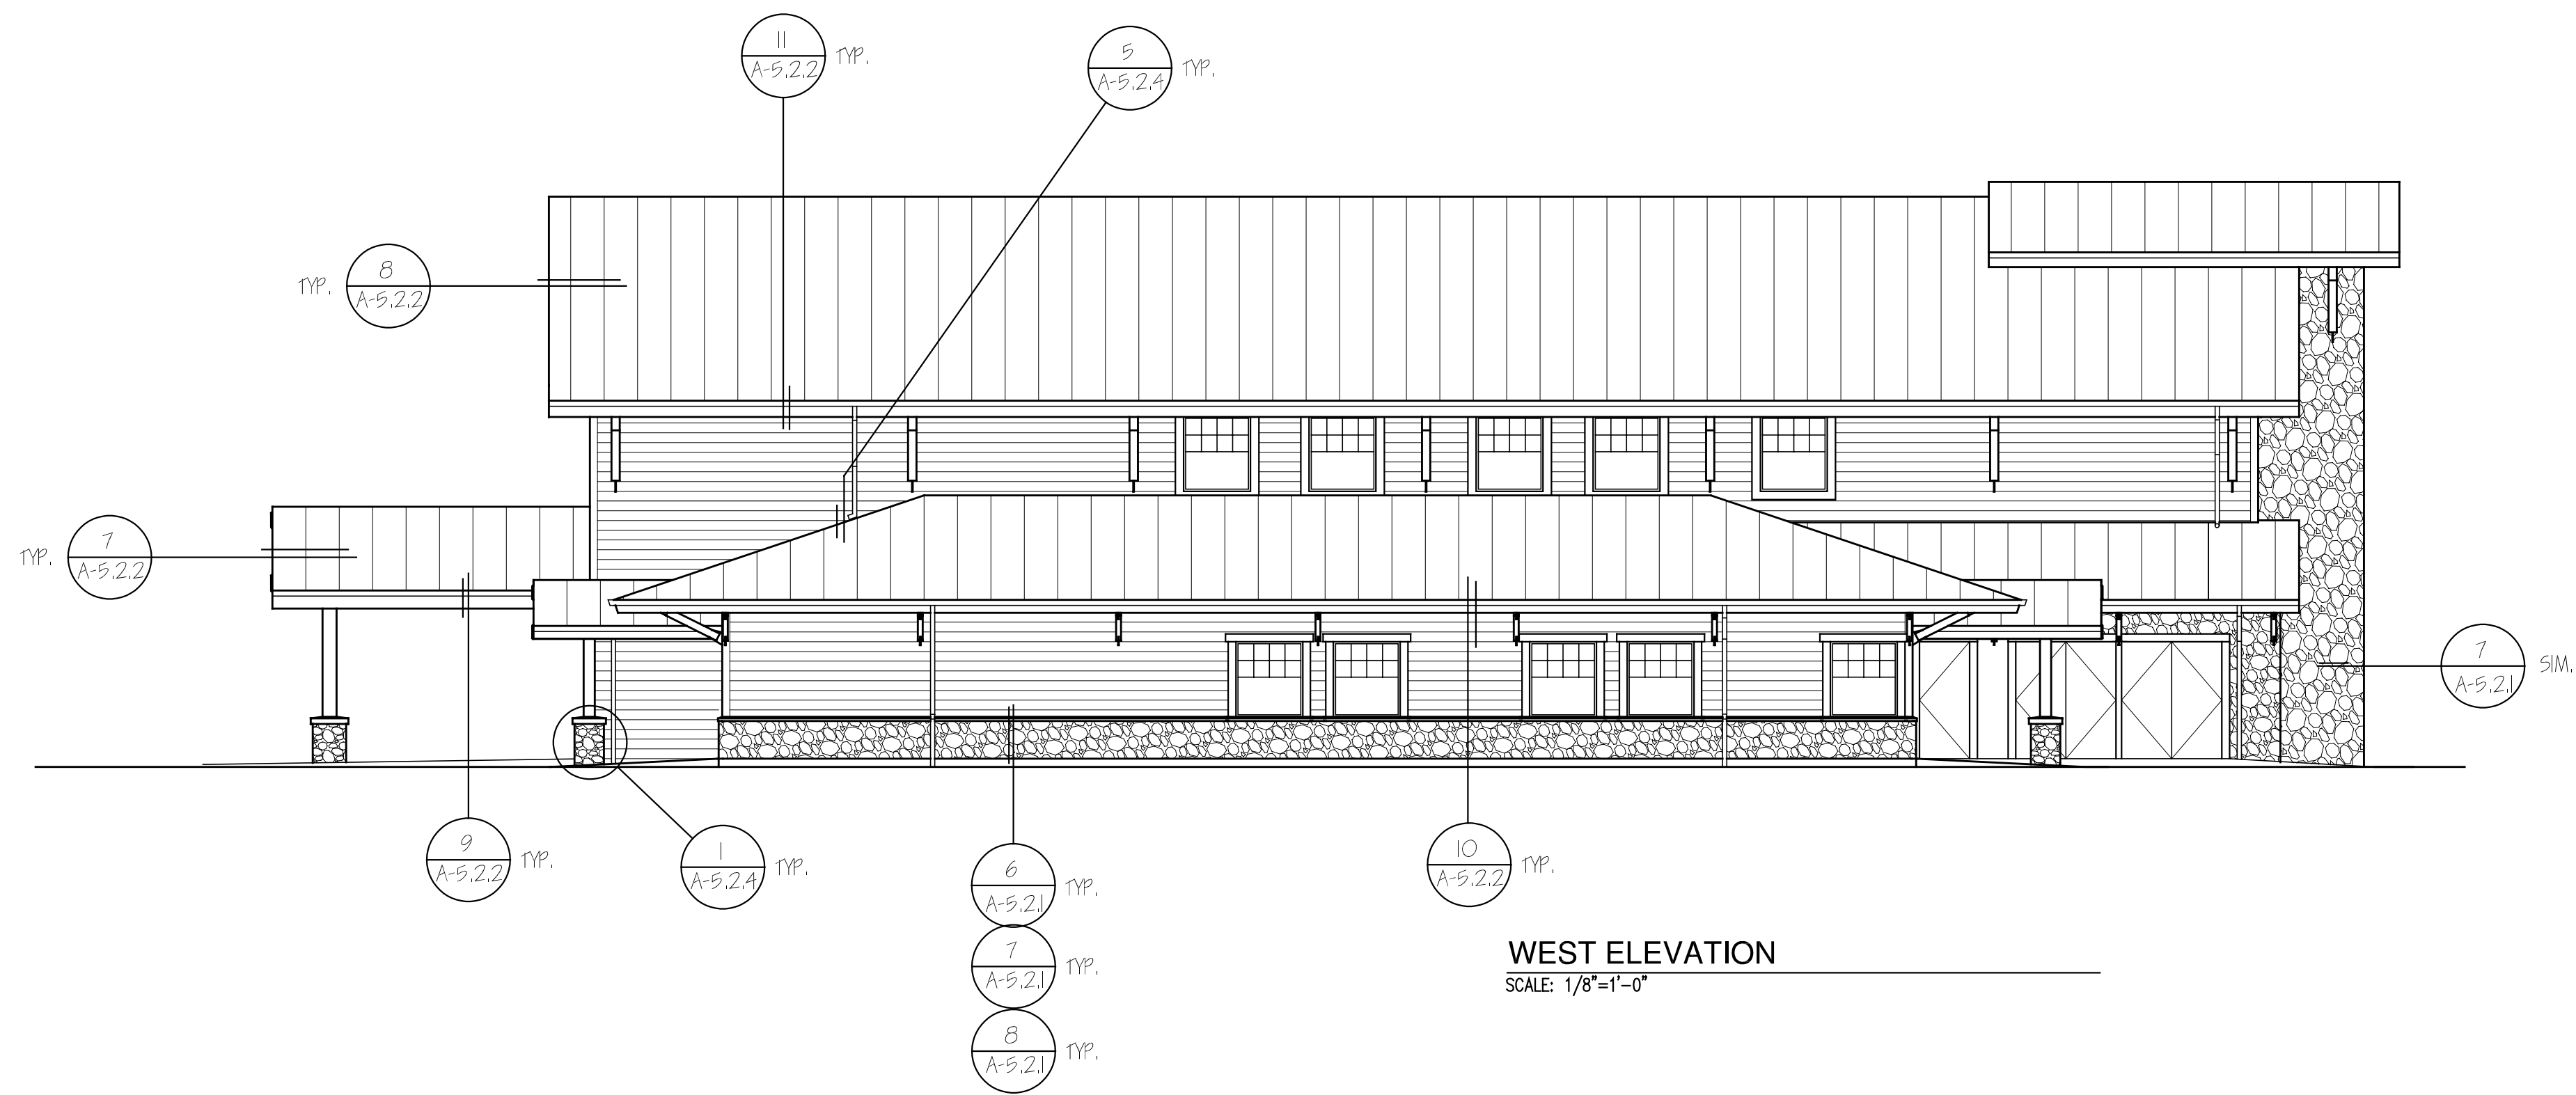 11
A-5.2.2 TYP.
5
A-5.2.4 TYP.
8
TYP. A-5.2.2
7
TYP. A-5.2.2
7
A-5.2.1 SIM.
9
A-5.2.2 TYP.
1
A-5.2.4 TYP.
6
A-5.2.1 TYP.
7
A-5.2.1 TYP.
8
A-5.2.1 TYP.
10
A-5.2.2 TYP.
WEST ELEVATION
SCALE: 1/8"=1'-0"